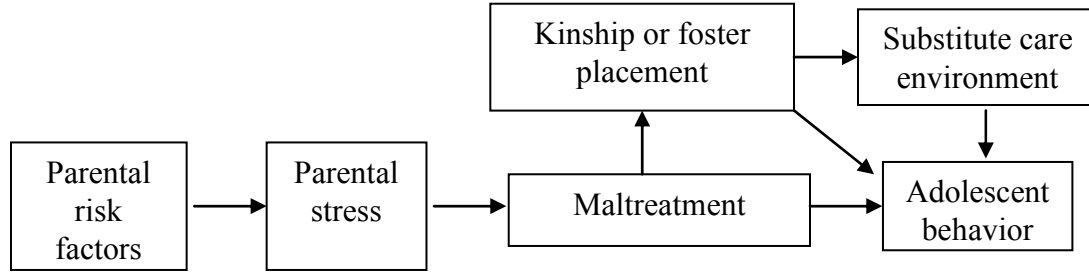 Kinship or foster
placement
Substitute care
environment
Parental
risk
factors
Parental
stress
Maltreatment
Adolescent
behavior